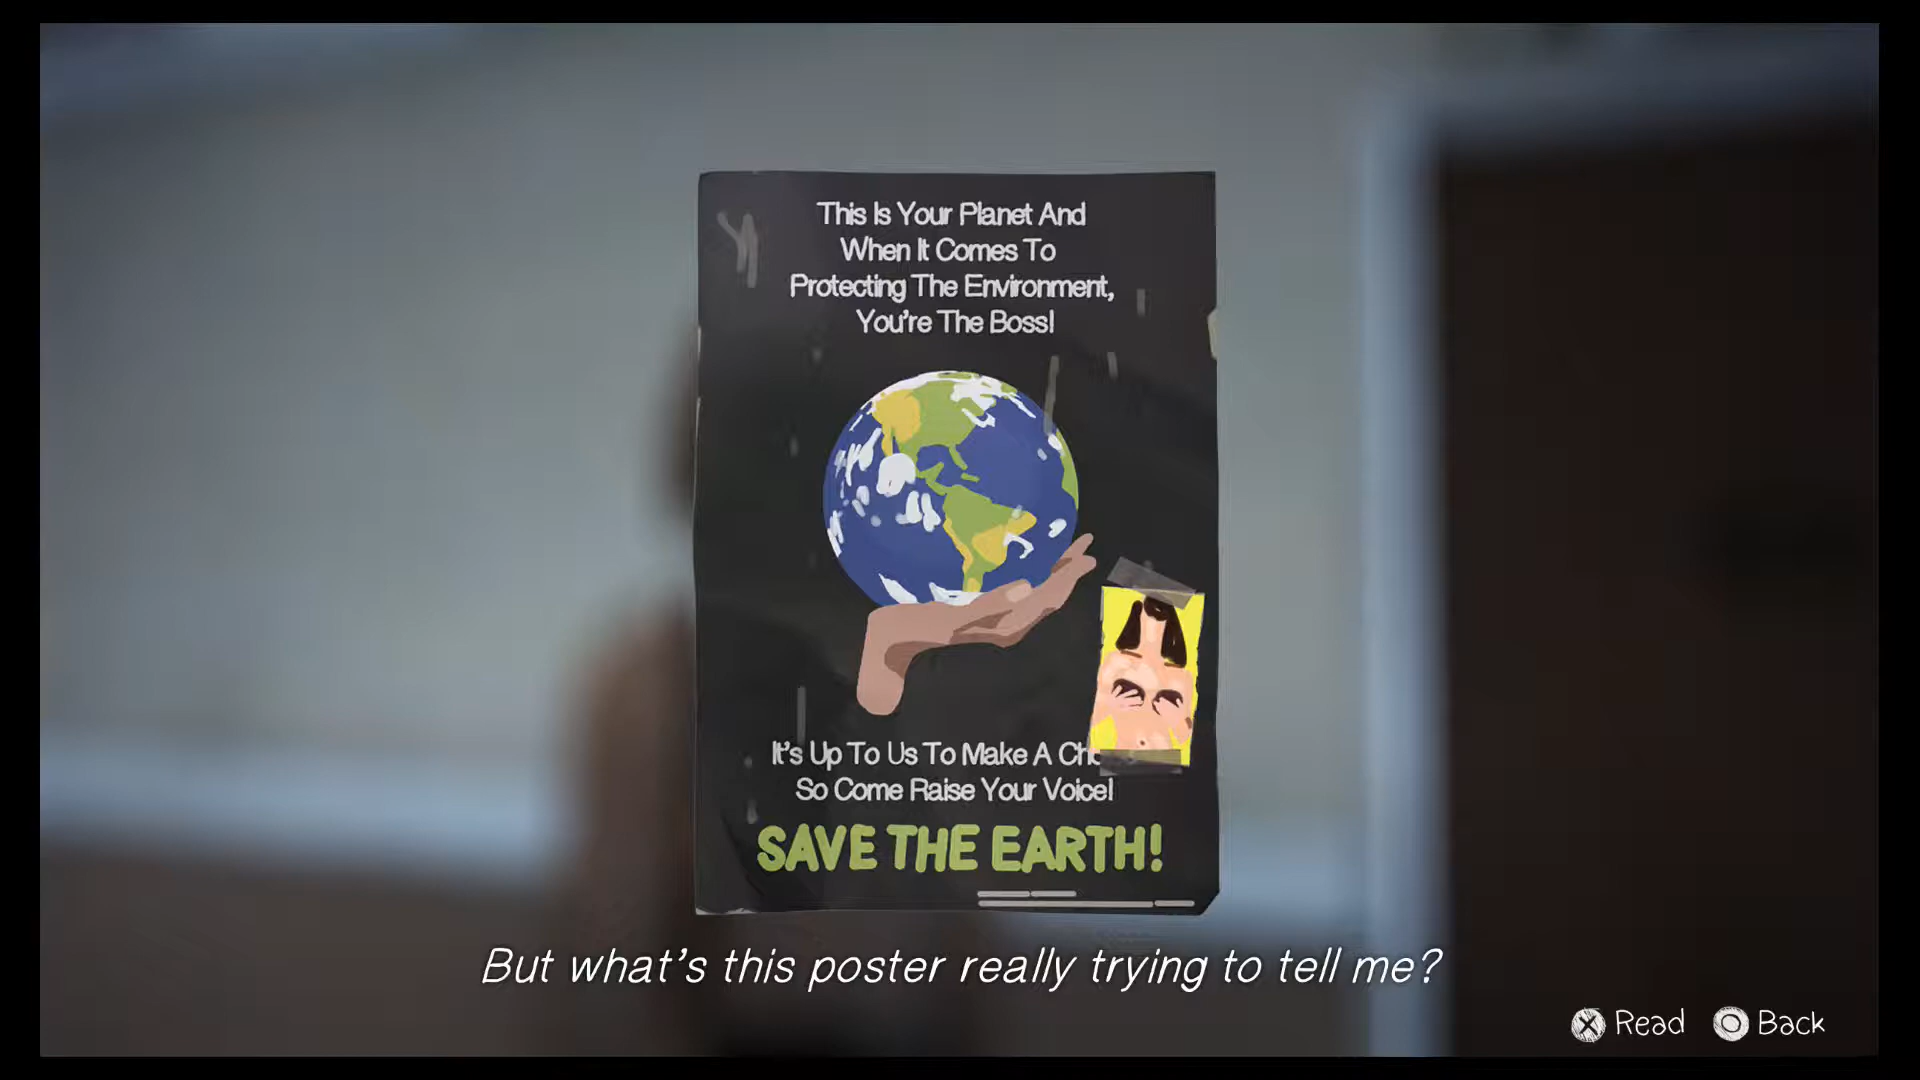 This Is Your Planet And
When It Comes To
Protecting The Environment,
You're The Boss!
It's Up To Us To Make A
So Come Raise Your Voice!
SAVE THE EARTH!
But what's this poster really trying to tell me?
Read
Back